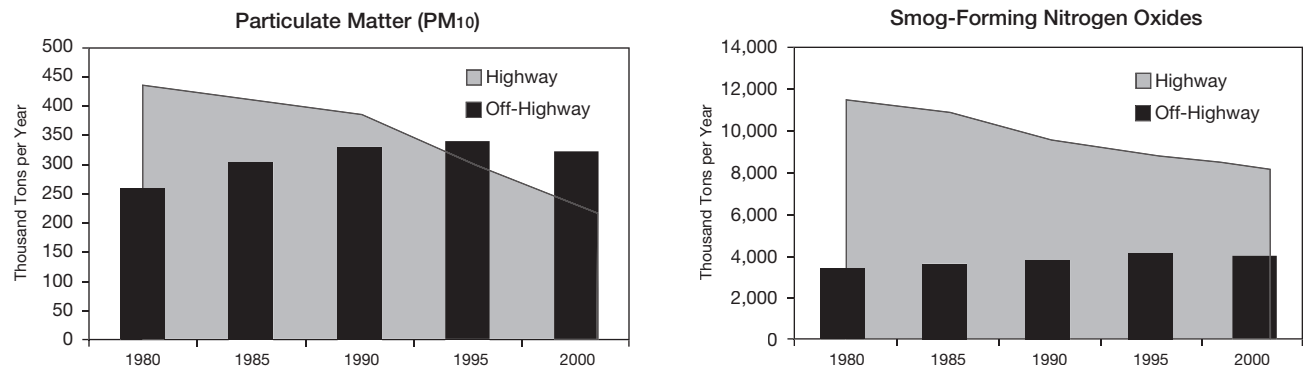 Particulate Matter (PM10)
Thousand Tons per Year
500
450
400
350
300
250
200
150
100
50
0
Highway
Off-Highway
1980 1985 1990 1995 2000
Smog-Forming Nitrogen Oxides
Thousand Tons per Year
14,000
12,000
10,000
8,000
6,000
4,000
2,000
0
Highway
Off-Highway
1980 1985 1990 1995 2000